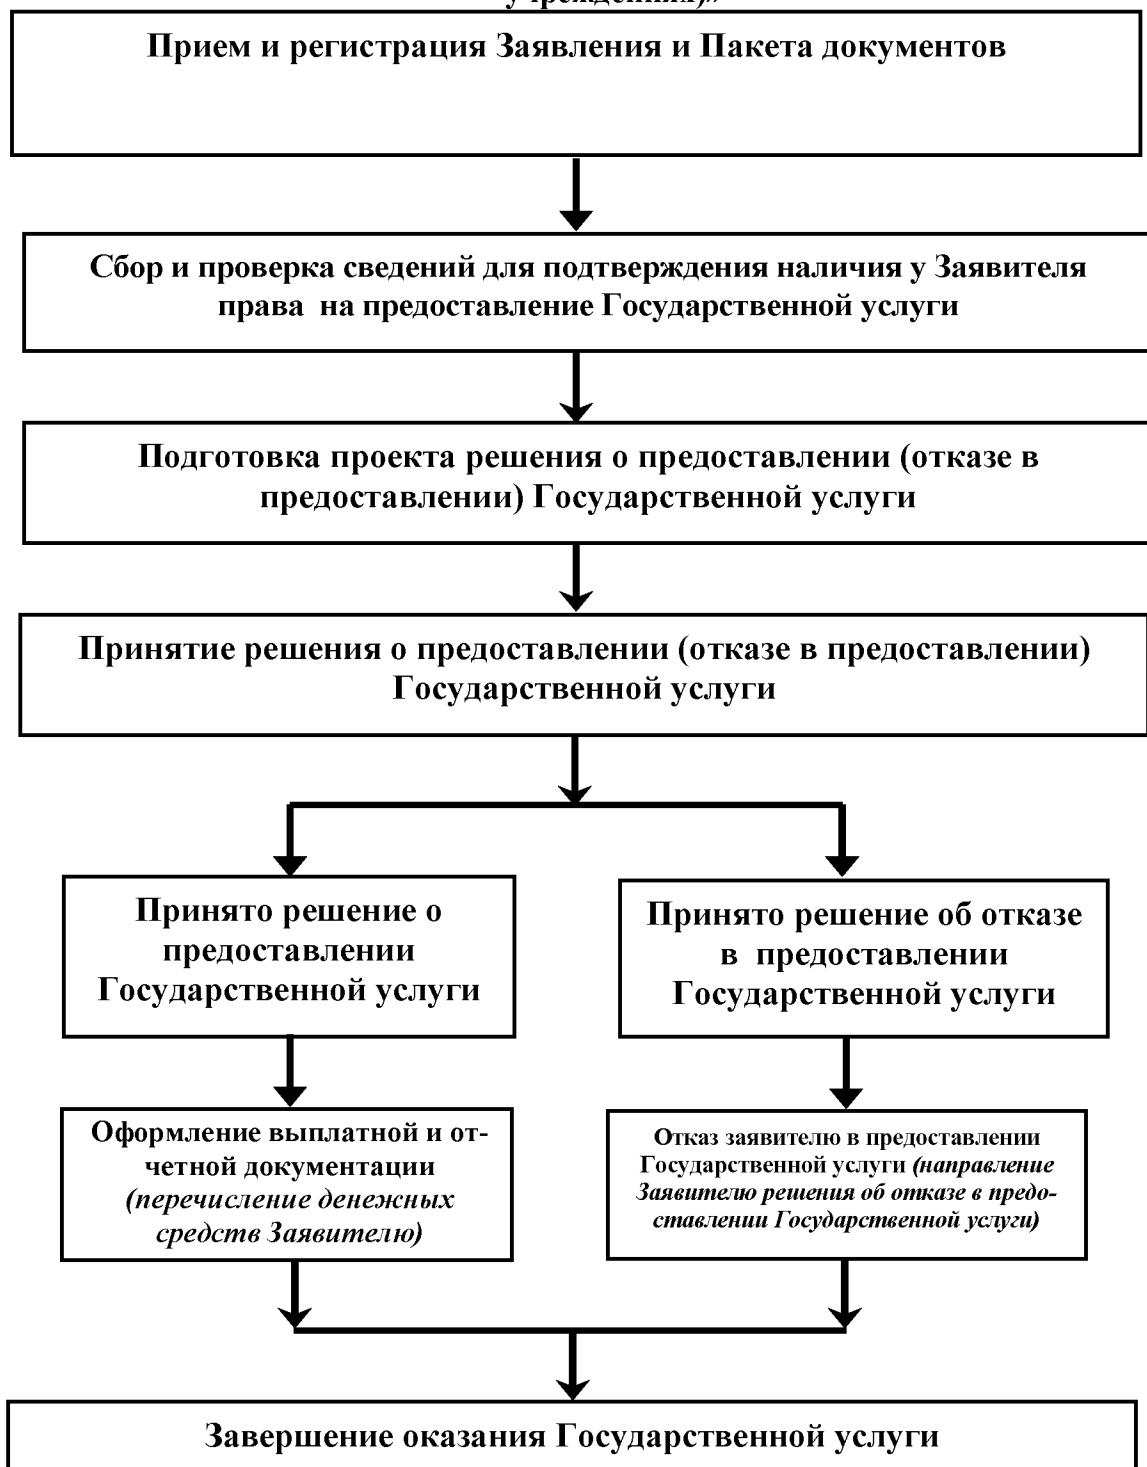 учреждениях)»
Прием и регистрация Заявления и Пакета документов
Сбор и проверка сведений для подтверждения наличия у Заявителя
права на предоставление Государственной услуги
Подготовка проекта решения о предоставлении (отказе в
предоставлении) Государственной услуги
Принятие решения о предоставлении (отказе в предоставлении)
Государственной услуги
Принято решение о
предоставлении
Государственной услуги
Принято решение об отказе
в предоставлении
Государственной услуги
Оформление выплатной и от-
четной документации
(перечисление денежных
средств Заявителю)
Отказ заявителю в предоставлении
Государственной услуги (направление
Заявителю решения об отказе в предо-
ставлении Государственной услуги)
Завершение оказания Государственной услуги